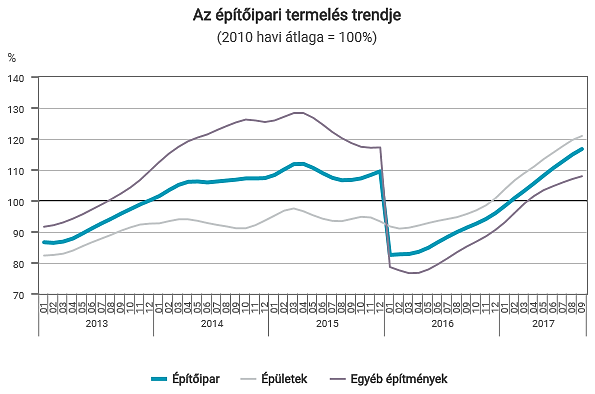 Az építőipari termelés trendje
(2010 havi átlaga = 100%)
%
140
130
120
110
100
90
80
70
01 02 03 04 05 06 07 08 09 10 11 12 01 02 03 04 05 06 07 08 09 10 11 12 01 02 03 04 05 06 07 08 09 10 11 12 01 02 03 04 05 06 07 08 09 10 11 12 01 02 03 04 05 06 07 08 09
2013 2014 2015 2016 2017
Építőipar Épületek Egyéb építmények